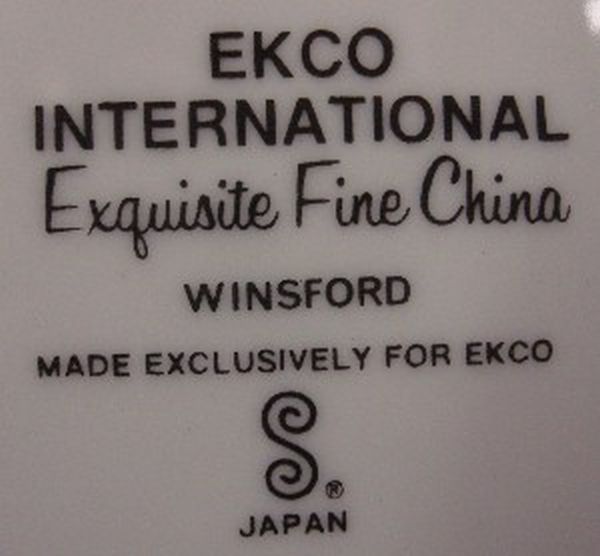 EKCO
INTERNATIONAL
Exquisite Fine China
WINSFORD
MADE EXCLUSIVELY FOR EKCO
S®
JAPAN